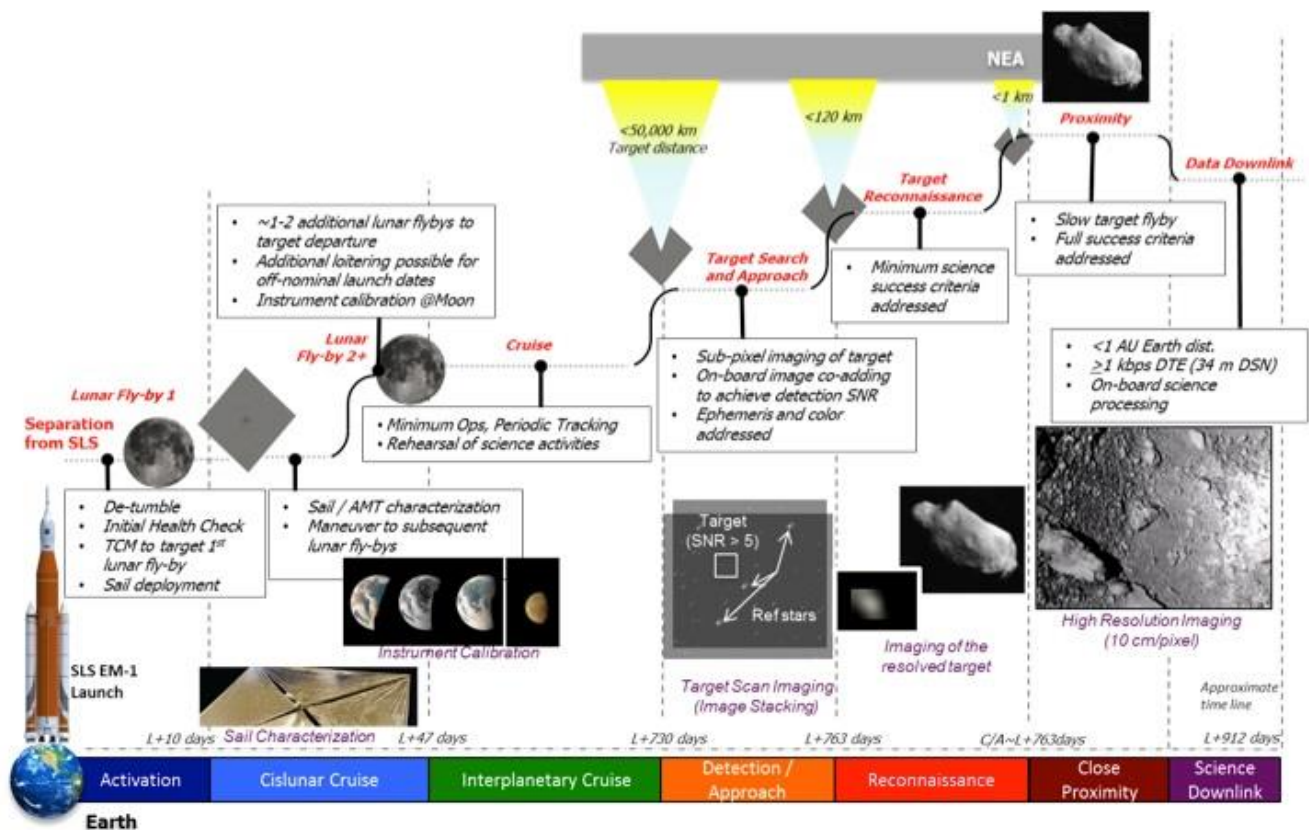 NEA
<50,000 km
Target distance
<120 km
<1 km
Proximity
Data Downlink
Target
Reconnaissance
• ~1-2 additional lunar flybys to
target departure
• Additional loitering possible for
off-nominal launch dates
• Instrument calibration @Moon
• Slow target flyby
• Full success criteria
addressed
Target Search
and Approach
• Minimum science
success criteria
addressed
Lunar
Fly-by 2+
Cruise
• Sub-pixel imaging of target
• On-board image co-adding
to achieve detection SNR
• Ephemeris and color
addressed
• <1 AU Earth dist.
• >1 kbps DTE (34 m DSN)
• On-board science
processing
Lunar Fly-by 1
Separation
from SLS
• Minimum Ops, Periodic Tracking
• Rehearsal of science activities
• De-tumble
• Initial Health Check
• TCM to target 1st
lunar fly-by
• Sail deployment
• Sail / AMT characterization
• Maneuver to subsequent
lunar fly-bys
Target
(SNR > 5)
Ref stars
Instrument Calibration
Imaging of the
resolved target
High Resolution Imaging
(10 cm/pixel)
SLS EM-1
Launch
Target Scan Imaging
(Image Stacking)
Approximate
time line
Sail Characterization
L+10 days
L+47 days
L+730 days
L+763 days
C/A~L+763days
L+912 days
Activation
Cislunar Cruise
Interplanetary Cruise
Detection /
Approach
Reconnaissance
Close
Proximity
Science
Downlink
Earth